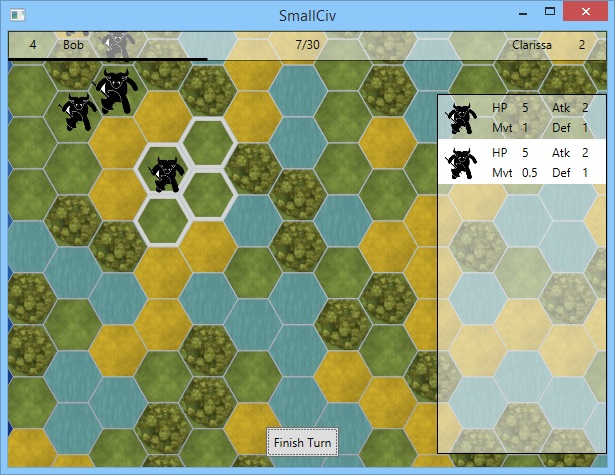 SmallCiv
4 Bob 7/30 Clarissa 2
HP 5 Atk 2
Mvt 1 Def 1
HP 5 Atk 2
Mvt 0.5 Def 1
Finish Turn